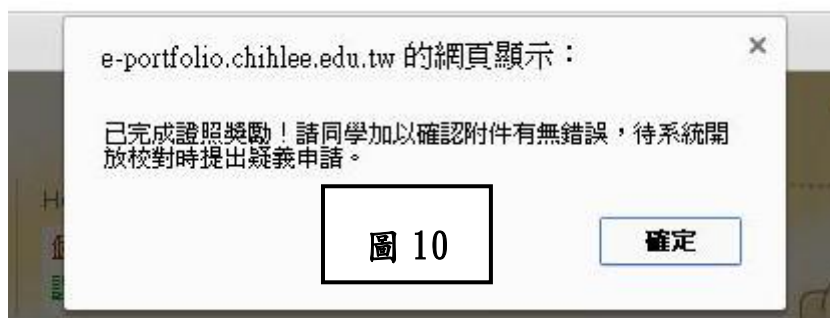 e-portfolio.chihlee.edu.tw 的網頁顯示：
×
已完成證照獎勵！請同學加以確認附件有無錯誤，待系統開
放校對時提出疑義申請。
圖 10
確定